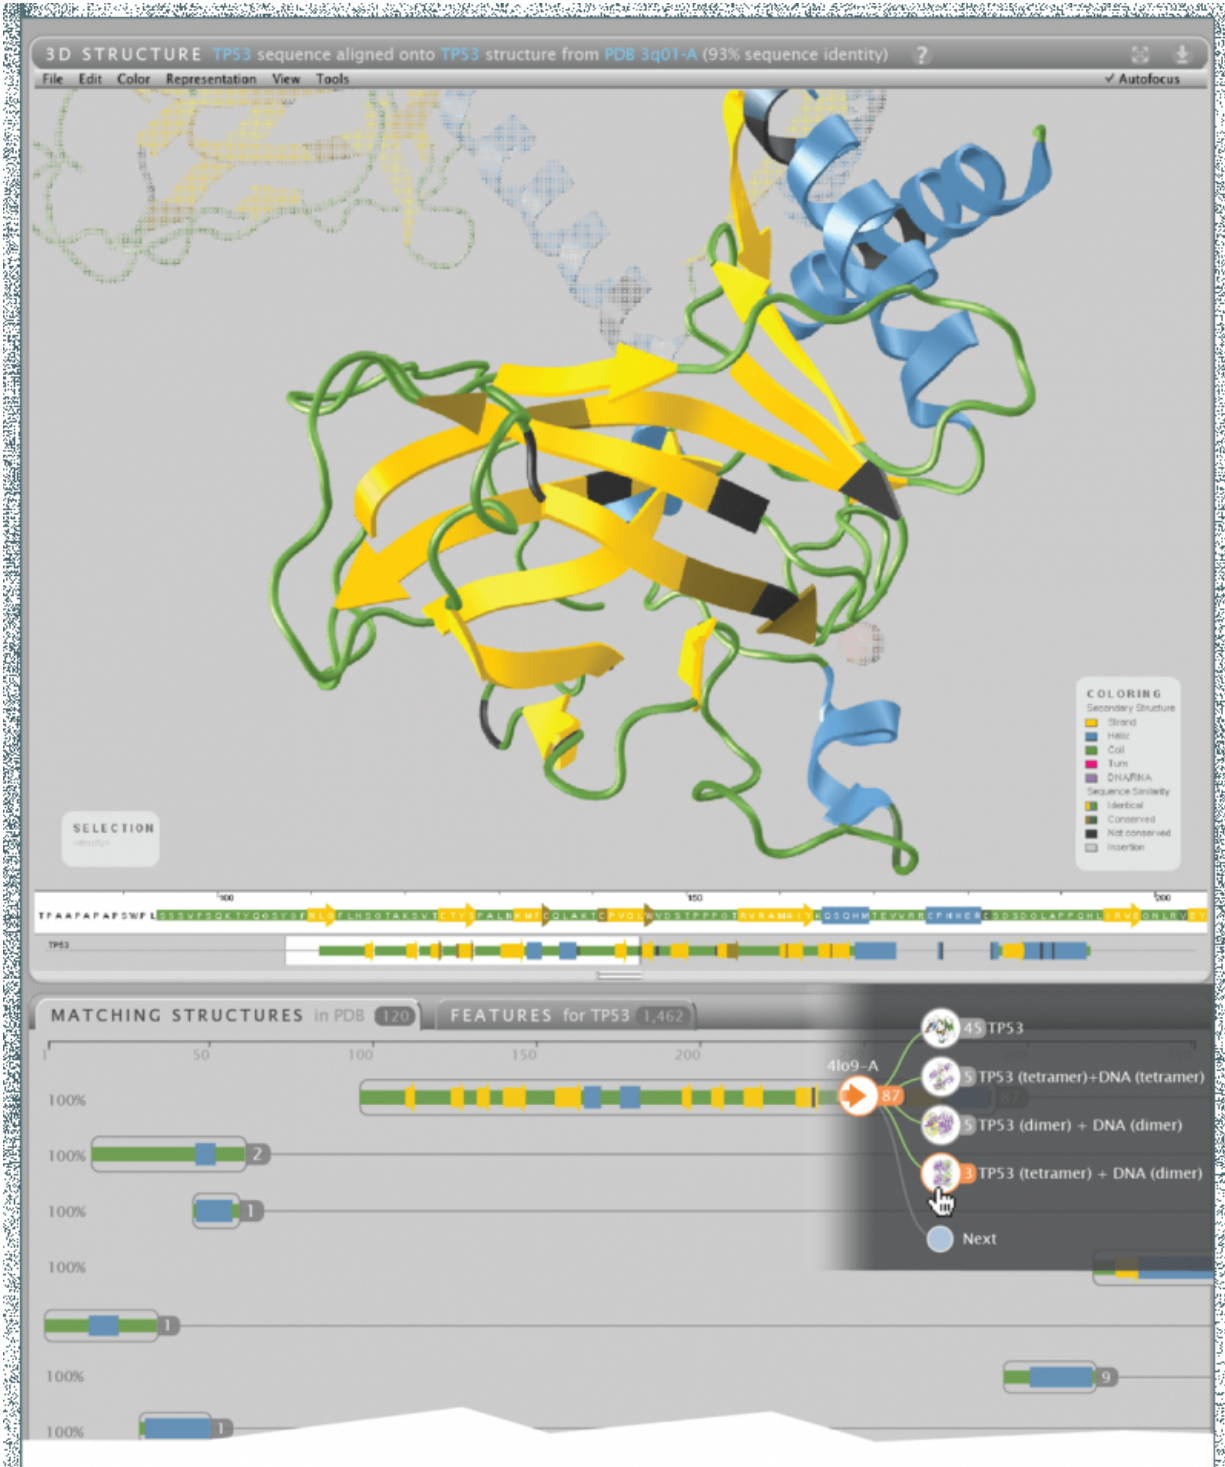 3D STRUCTURE TP53 sequence aligned onto TP53 structure from PDB 3q01-A (93% sequence identity) ?
File Edit Color Representation View Tools ✓ Autofocus
COLORING
Secondary Structure
Strand
Helix
Coil
Turn
DNA/RNA
Sequence Similarity
Identical
Conserved
Not conserved
Insertion
SELECTION
<empty>
100 150 200
TP53
MATCHING STRUCTURES in PDB 120 FEATURES for TP53 1,462
1 50 100 150 200
45 TP53
4lo9-A
5 TP53 (tetramer)+DNA (tetramer)
100% 87 87
5 TP53 (dimer) + DNA (dimer)
100% 2
3 TP53 (tetramer) + DNA (dimer)
100% 1
Next
100%
1
100% 9
100% 1